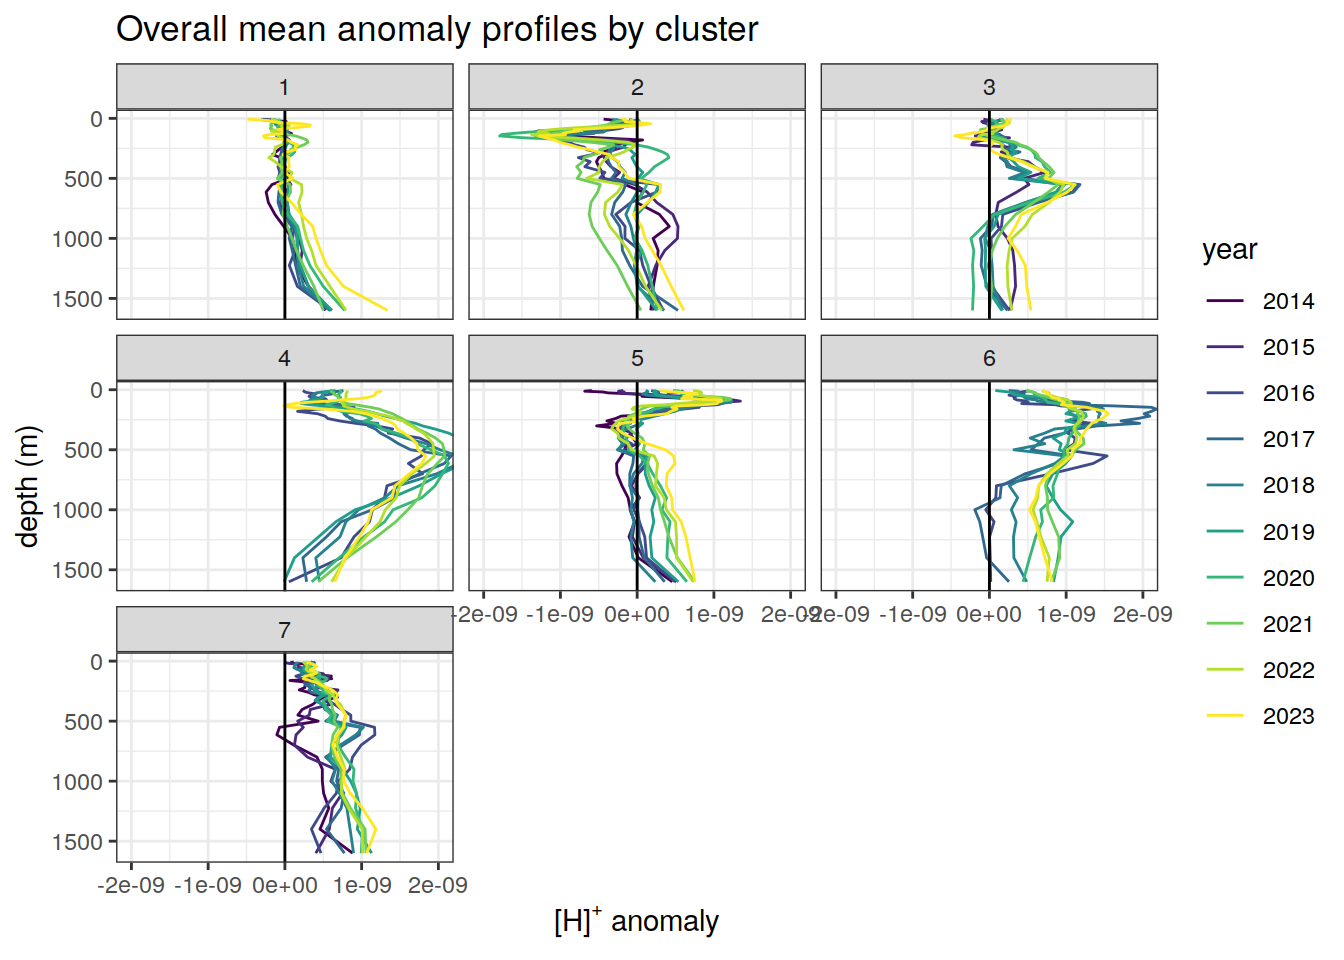 Overall mean anomaly profiles by cluster
1 2 3
0
500
1000
1500
4 5 6
0
500
1000
1500
-2e-09 -1e-09 0e+00 1e-09 2e-09 -2e-09 -1e-09 0e+00 1e-09 2e-09
7
0
500
1000
1500
-2e-09 -1e-09 0e+00 1e-09 2e-09
[H]⁺ anomaly
depth (m)
year
2014
2015
2016
2017
2018
2019
2020
2021
2022
2023